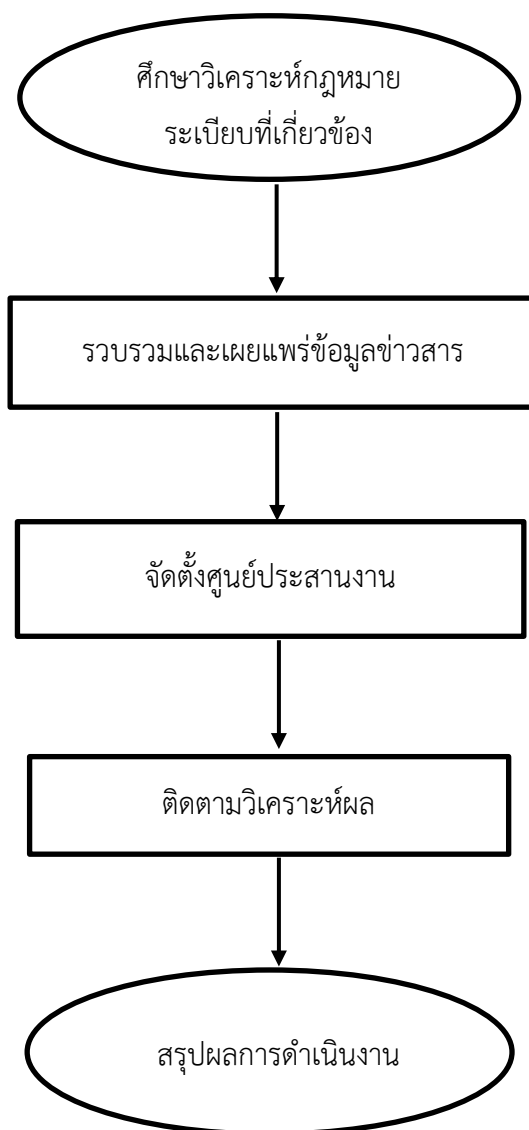 ศึกษาวิเคราะห์กฎหมาย
ระเบียบที่เกี่ยวข้อง
รวบรวมและเผยแพร่ข้อมูลข่าวสาร
จัดตั้งศูนย์ประสานงาน
ติดตามวิเคราะห์ผล
สรุปผลการดำเนินงาน